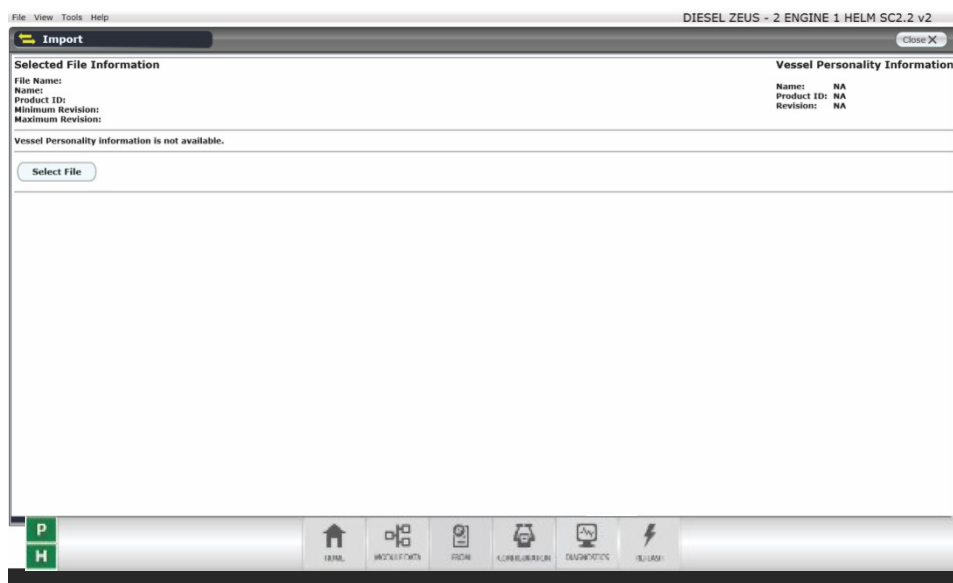 File View Tools Help
DIESEL ZEUS - 2 ENGINE 1 HELM SC2.2 v2
Import
Close X
Selected File Information
File Name:
Name:
Product ID:
Minimum Revision:
Maximum Revision:
Vessel Personality Information
Name: NA
Product ID: NA
Revision: NA
Vessel Personality information is not available.
Select File
P
H
HOME
MODULE DATA
CONFIGURATION
DIAGNOSTICS